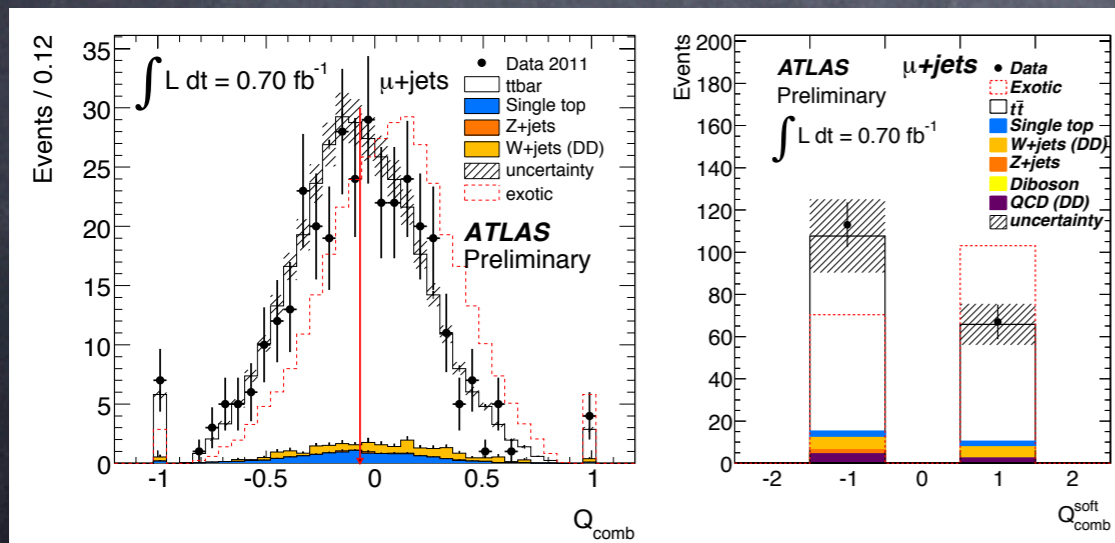 Events / 0.12
35
30
25
20
15
10
5
0
∫ L dt = 0.70 fb-1
μ+jets
Data 2011
ttbar
Single top
Z+jets
W+jets (DD)
uncertainty
exotic
ATLAS
Preliminary
-1 -0.5 0 0.5 1
Qcomb
Events
200
180
160
140
120
100
80
60
40
20
0
ATLAS
Preliminary
μ+jets
∫ L dt = 0.70 fb-1
Data
Exotic
tt̄
Single top
W+jets (DD)
Z+jets
Diboson
QCD (DD)
uncertainty
-2 -1 0 1 2
Qsoft comb